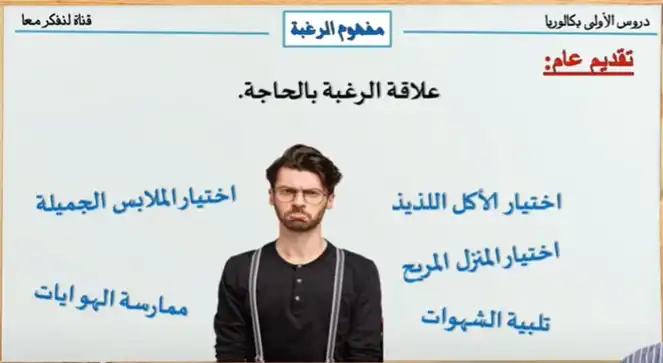 دروس الأولى بكالوريا
مفهوم الرغبة
قناة لنفكر معا
تقديم عام:
علاقة الرغبة بالحاجة.
اختيار الأكل اللذيذ
اختيار الملابس الجميلة
اختيار المنزل المريح
تلبية الشهوات
ممارسة الهوايات